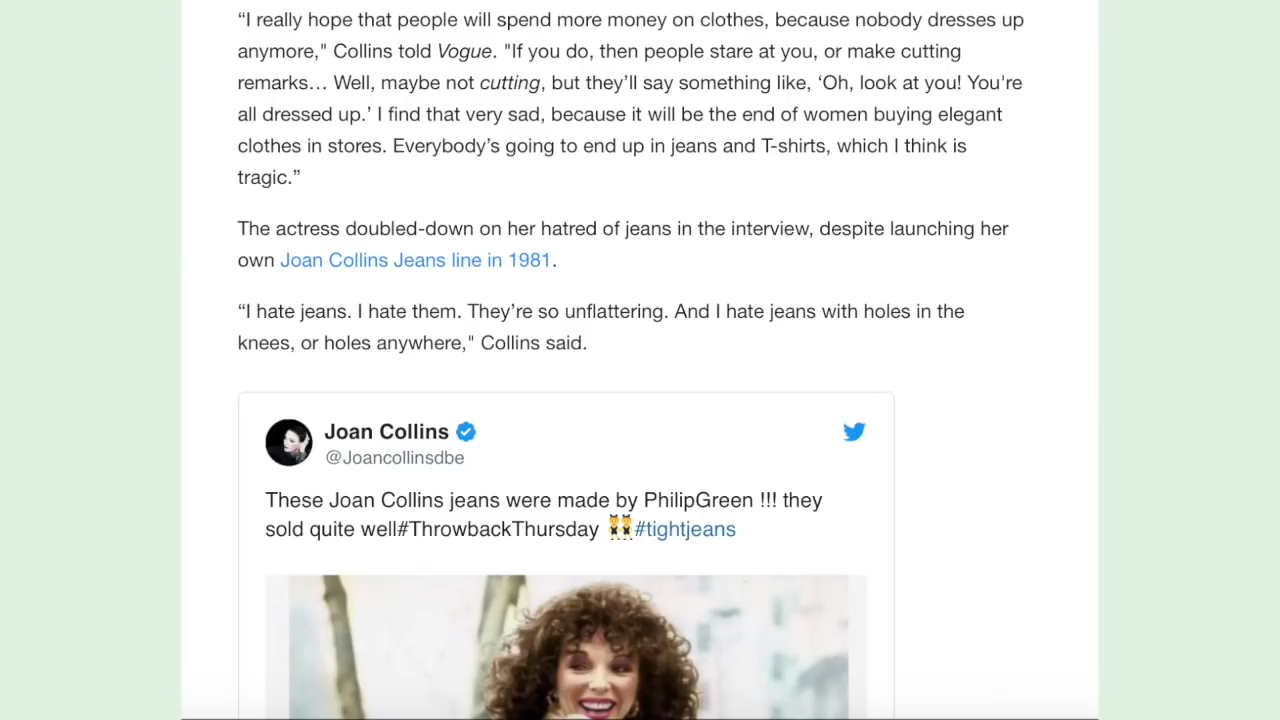 “I really hope that people will spend more money on clothes, because nobody dresses up
anymore," Collins told Vogue. "If you do, then people stare at you, or make cutting
remarks… Well, maybe not cutting, but they’ll say something like, ‘Oh, look at you! You're
all dressed up.’ I find that very sad, because it will be the end of women buying elegant
clothes in stores. Everybody’s going to end up in jeans and T-shirts, which I think is
tragic.”
The actress doubled-down on her hatred of jeans in the interview, despite launching her
own Joan Collins Jeans line in 1981.
“I hate jeans. I hate them. They’re so unflattering. And I hate jeans with holes in the
knees, or holes anywhere," Collins said.
Joan Collins
@Joancollinsdbe
These Joan Collins jeans were made by PhilipGreen !!! they
sold quite well#ThrowbackThursday 👯#tightjeans